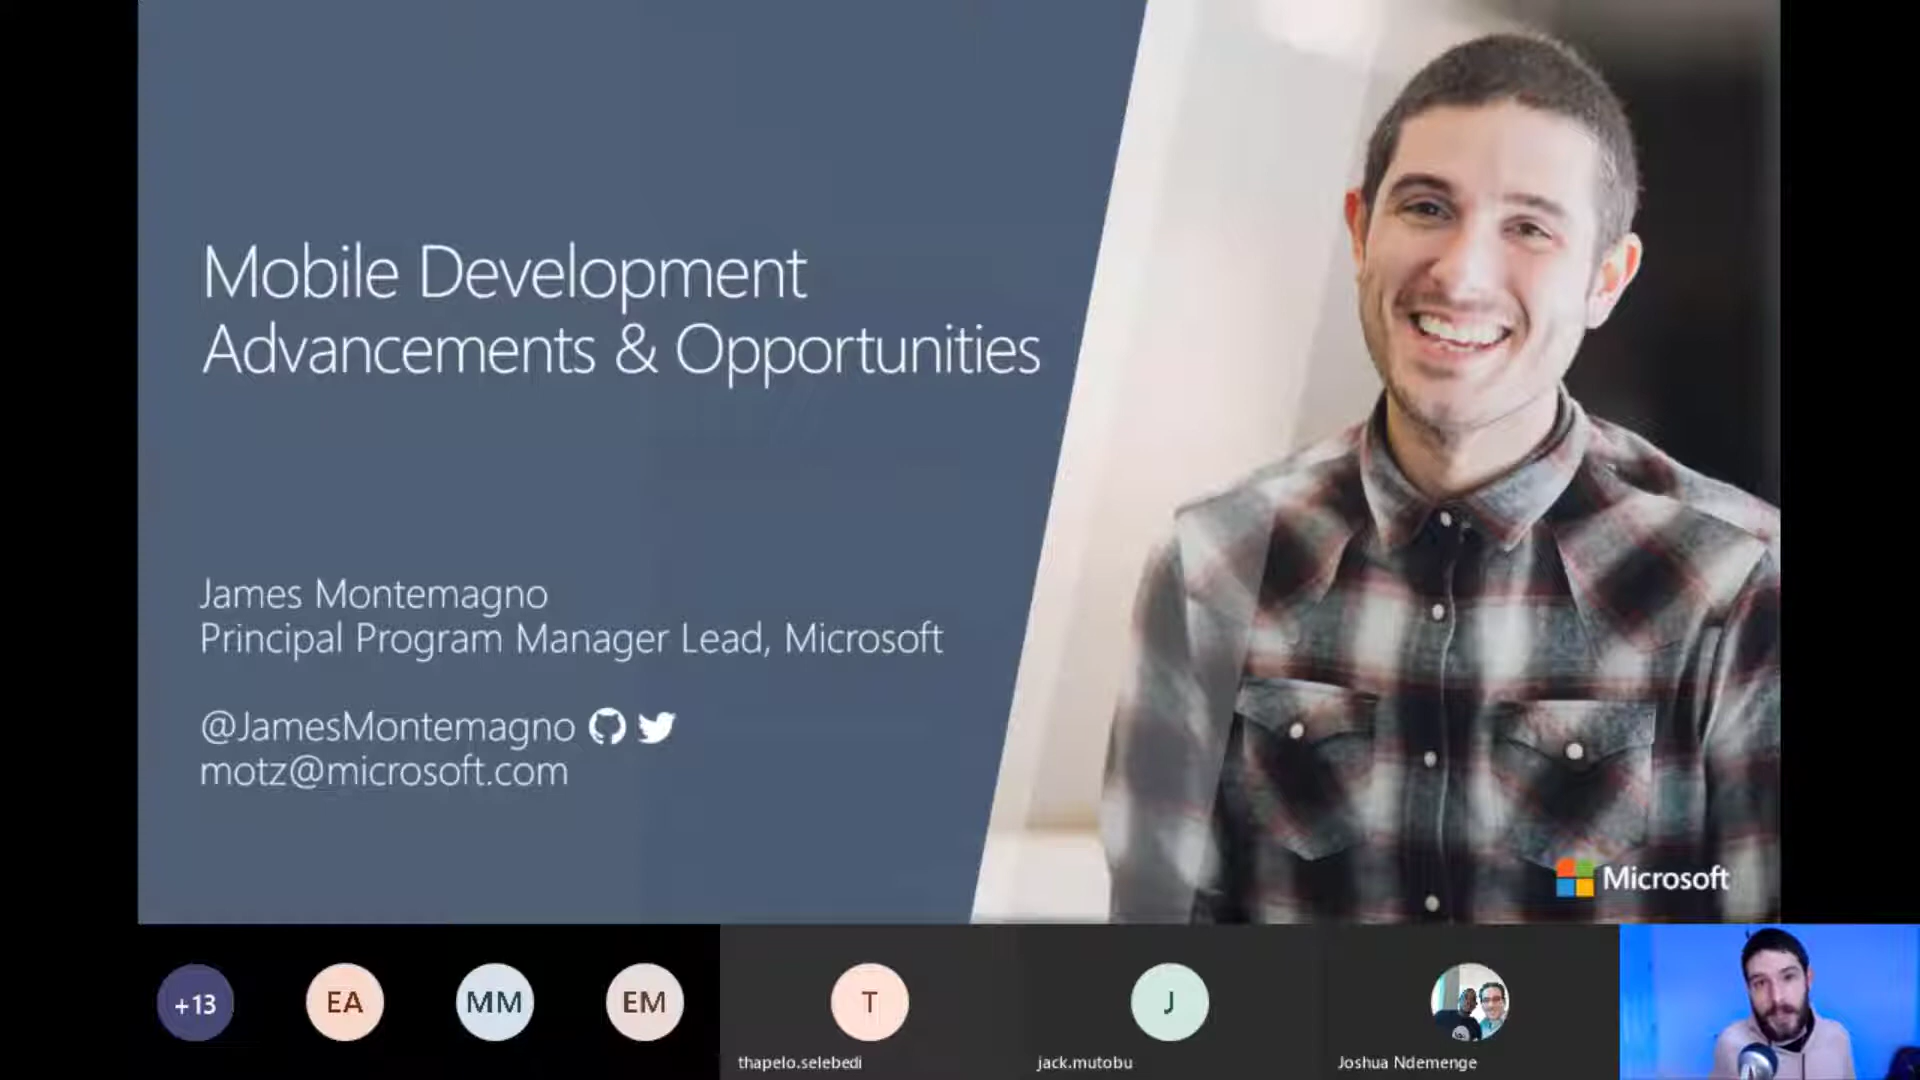 Mobile Development
Advancements & Opportunities
James Montemagno
Principal Program Manager Lead, Microsoft
@JamesMontemagno
motz@microsoft.com
Microsoft
+13
EA
MM
EM
T
J
thapelo.selebedi
jack.mutobu
Joshua Ndemenge